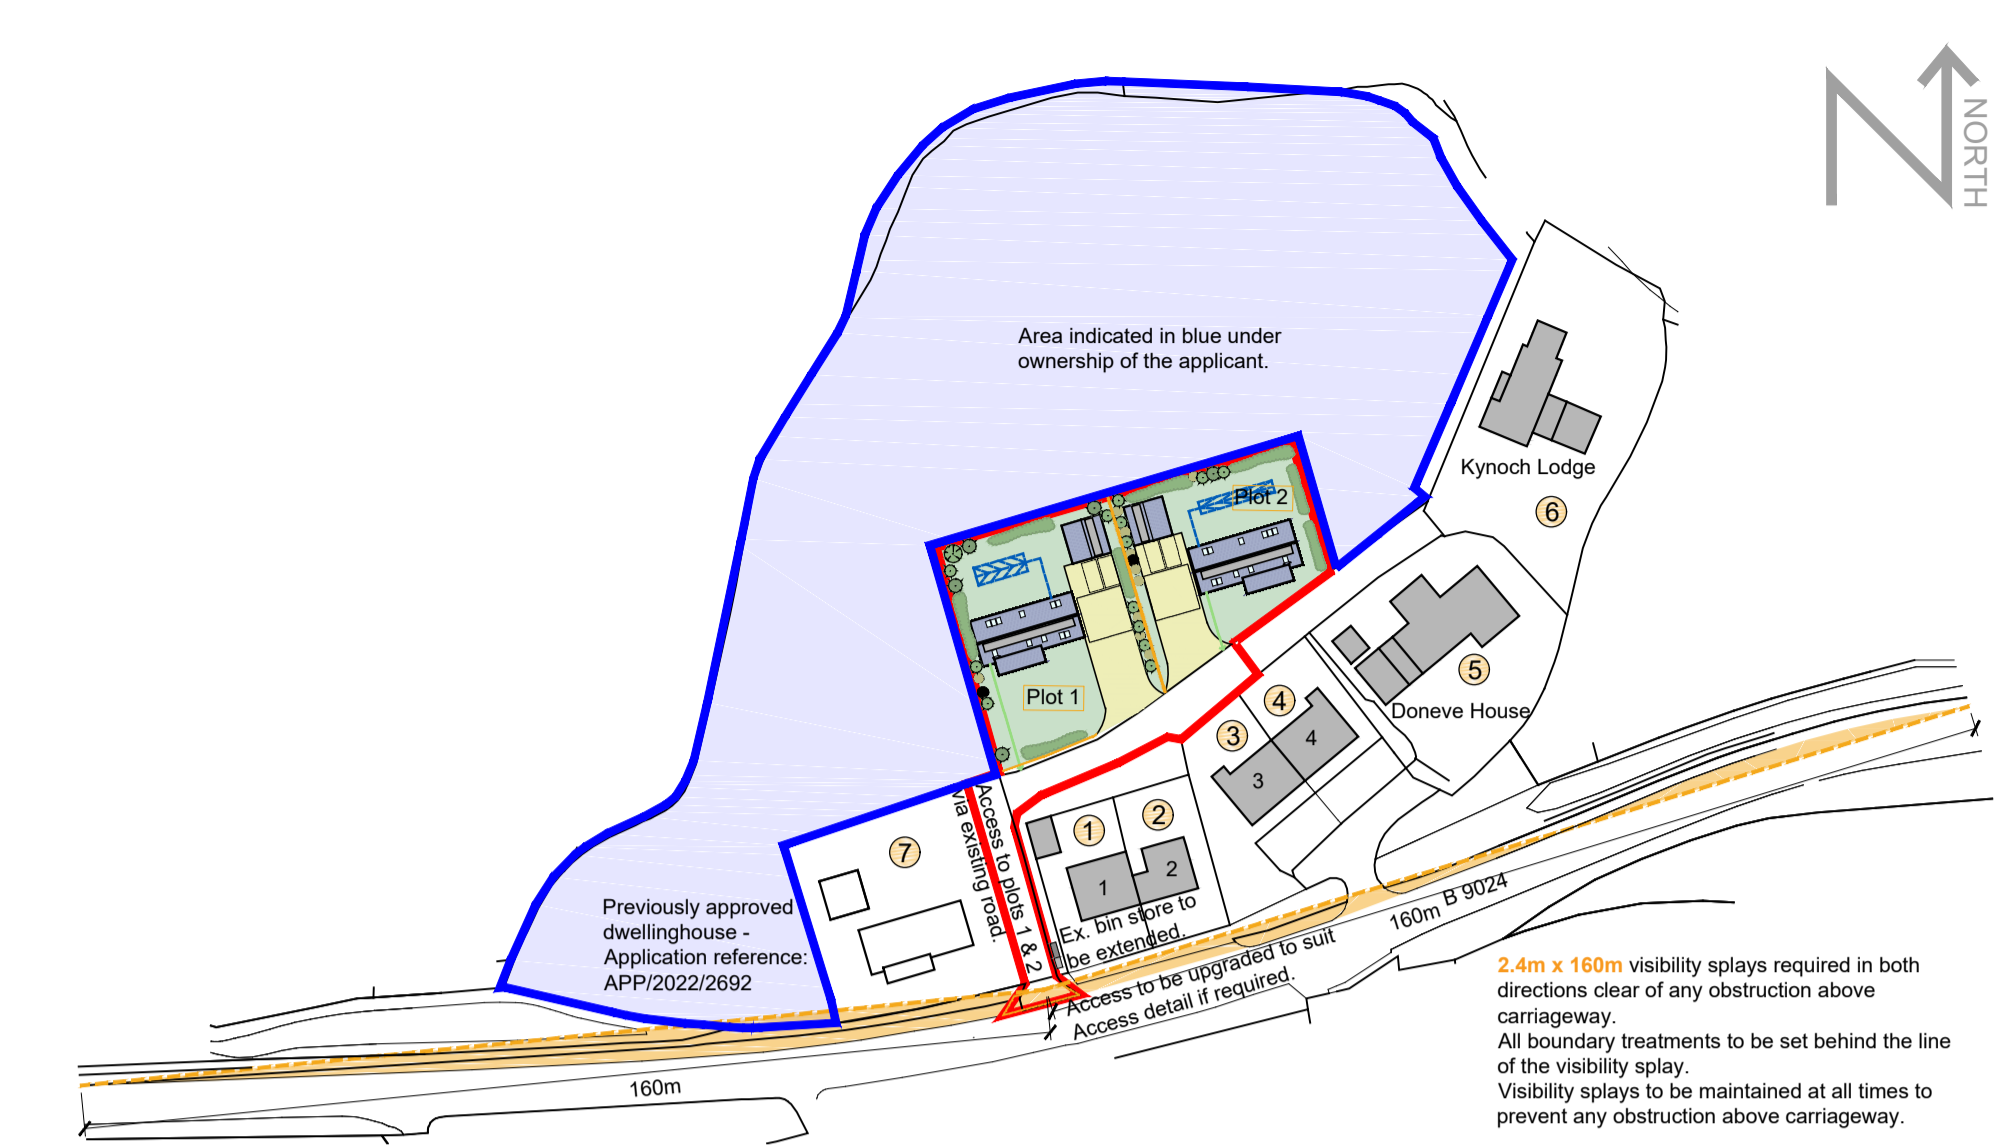 N
NORTH
Area indicated in blue under
ownership of the applicant.
Kynoch Lodge
6
Plot 2
Plot 1
5
Doneve House
4
3
4
3
2
1
2
1
7
Access to plots 1 & 2
via existing road.
Ex. bin store to
be extended.
Access to be upgraded to suit
Access detail if required.
160m
B 9024
Previously approved
dwellinghouse -
Application reference:
APP/2022/2692
160m
2.4m x 160m visibility splays required in both
directions clear of any obstruction above
carriageway.
All boundary treatments to be set behind the line
of the visibility splay.
Visibility splays to be maintained at all times to
prevent any obstruction above carriageway.